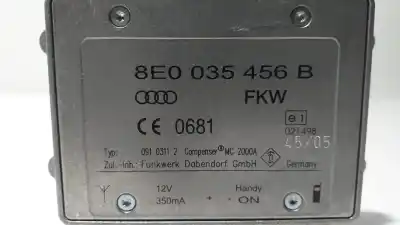 8E0 035 456 B
FKW
CE 0681
e1
021498
45/05
Typ: 091 0311 2 Compenser® MC-2000A
Zul.-Inh.: Funkwerk Dabendorf GmbH Germany
12V Handy
350mA + ON